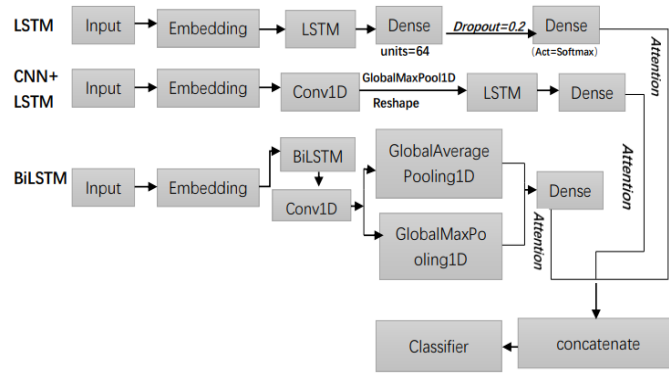 LSTM
Input
Embedding
LSTM
Dense
units=64
Dropout=0.2
Dense
(Act=Softmax)
Attention
CNN+
LSTM
Input
Embedding
Conv1D
GlobalMaxPool1D
Reshape
LSTM
Dense
Attention
BiLSTM
Input
Embedding
BiLSTM
Conv1D
GlobalAverage
Pooling1D
GlobalMaxPo
oling1D
Dense
Attention
Classifier
concatenate